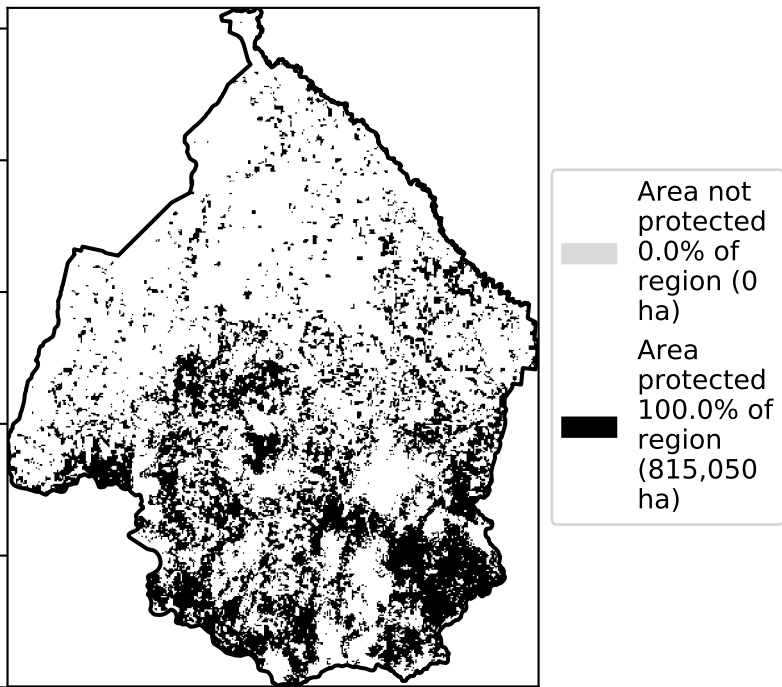 Area not
protected
0.0% of
region (0
ha)
Area
protected
100.0% of
region
(815,050
ha)